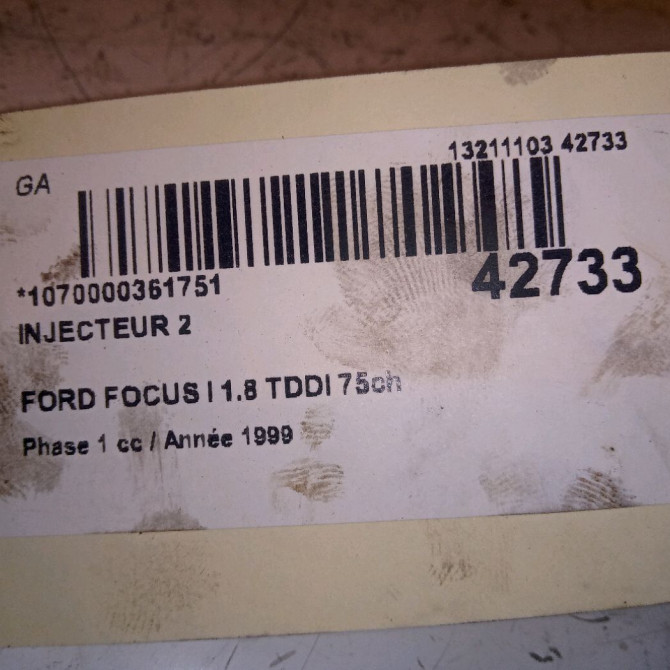 13211103 42733
GA
42733
*1070000361751
INJECTEUR 2
FORD FOCUS I 1.8 TDDI 75ch
Phase 1 cc / Année 1999